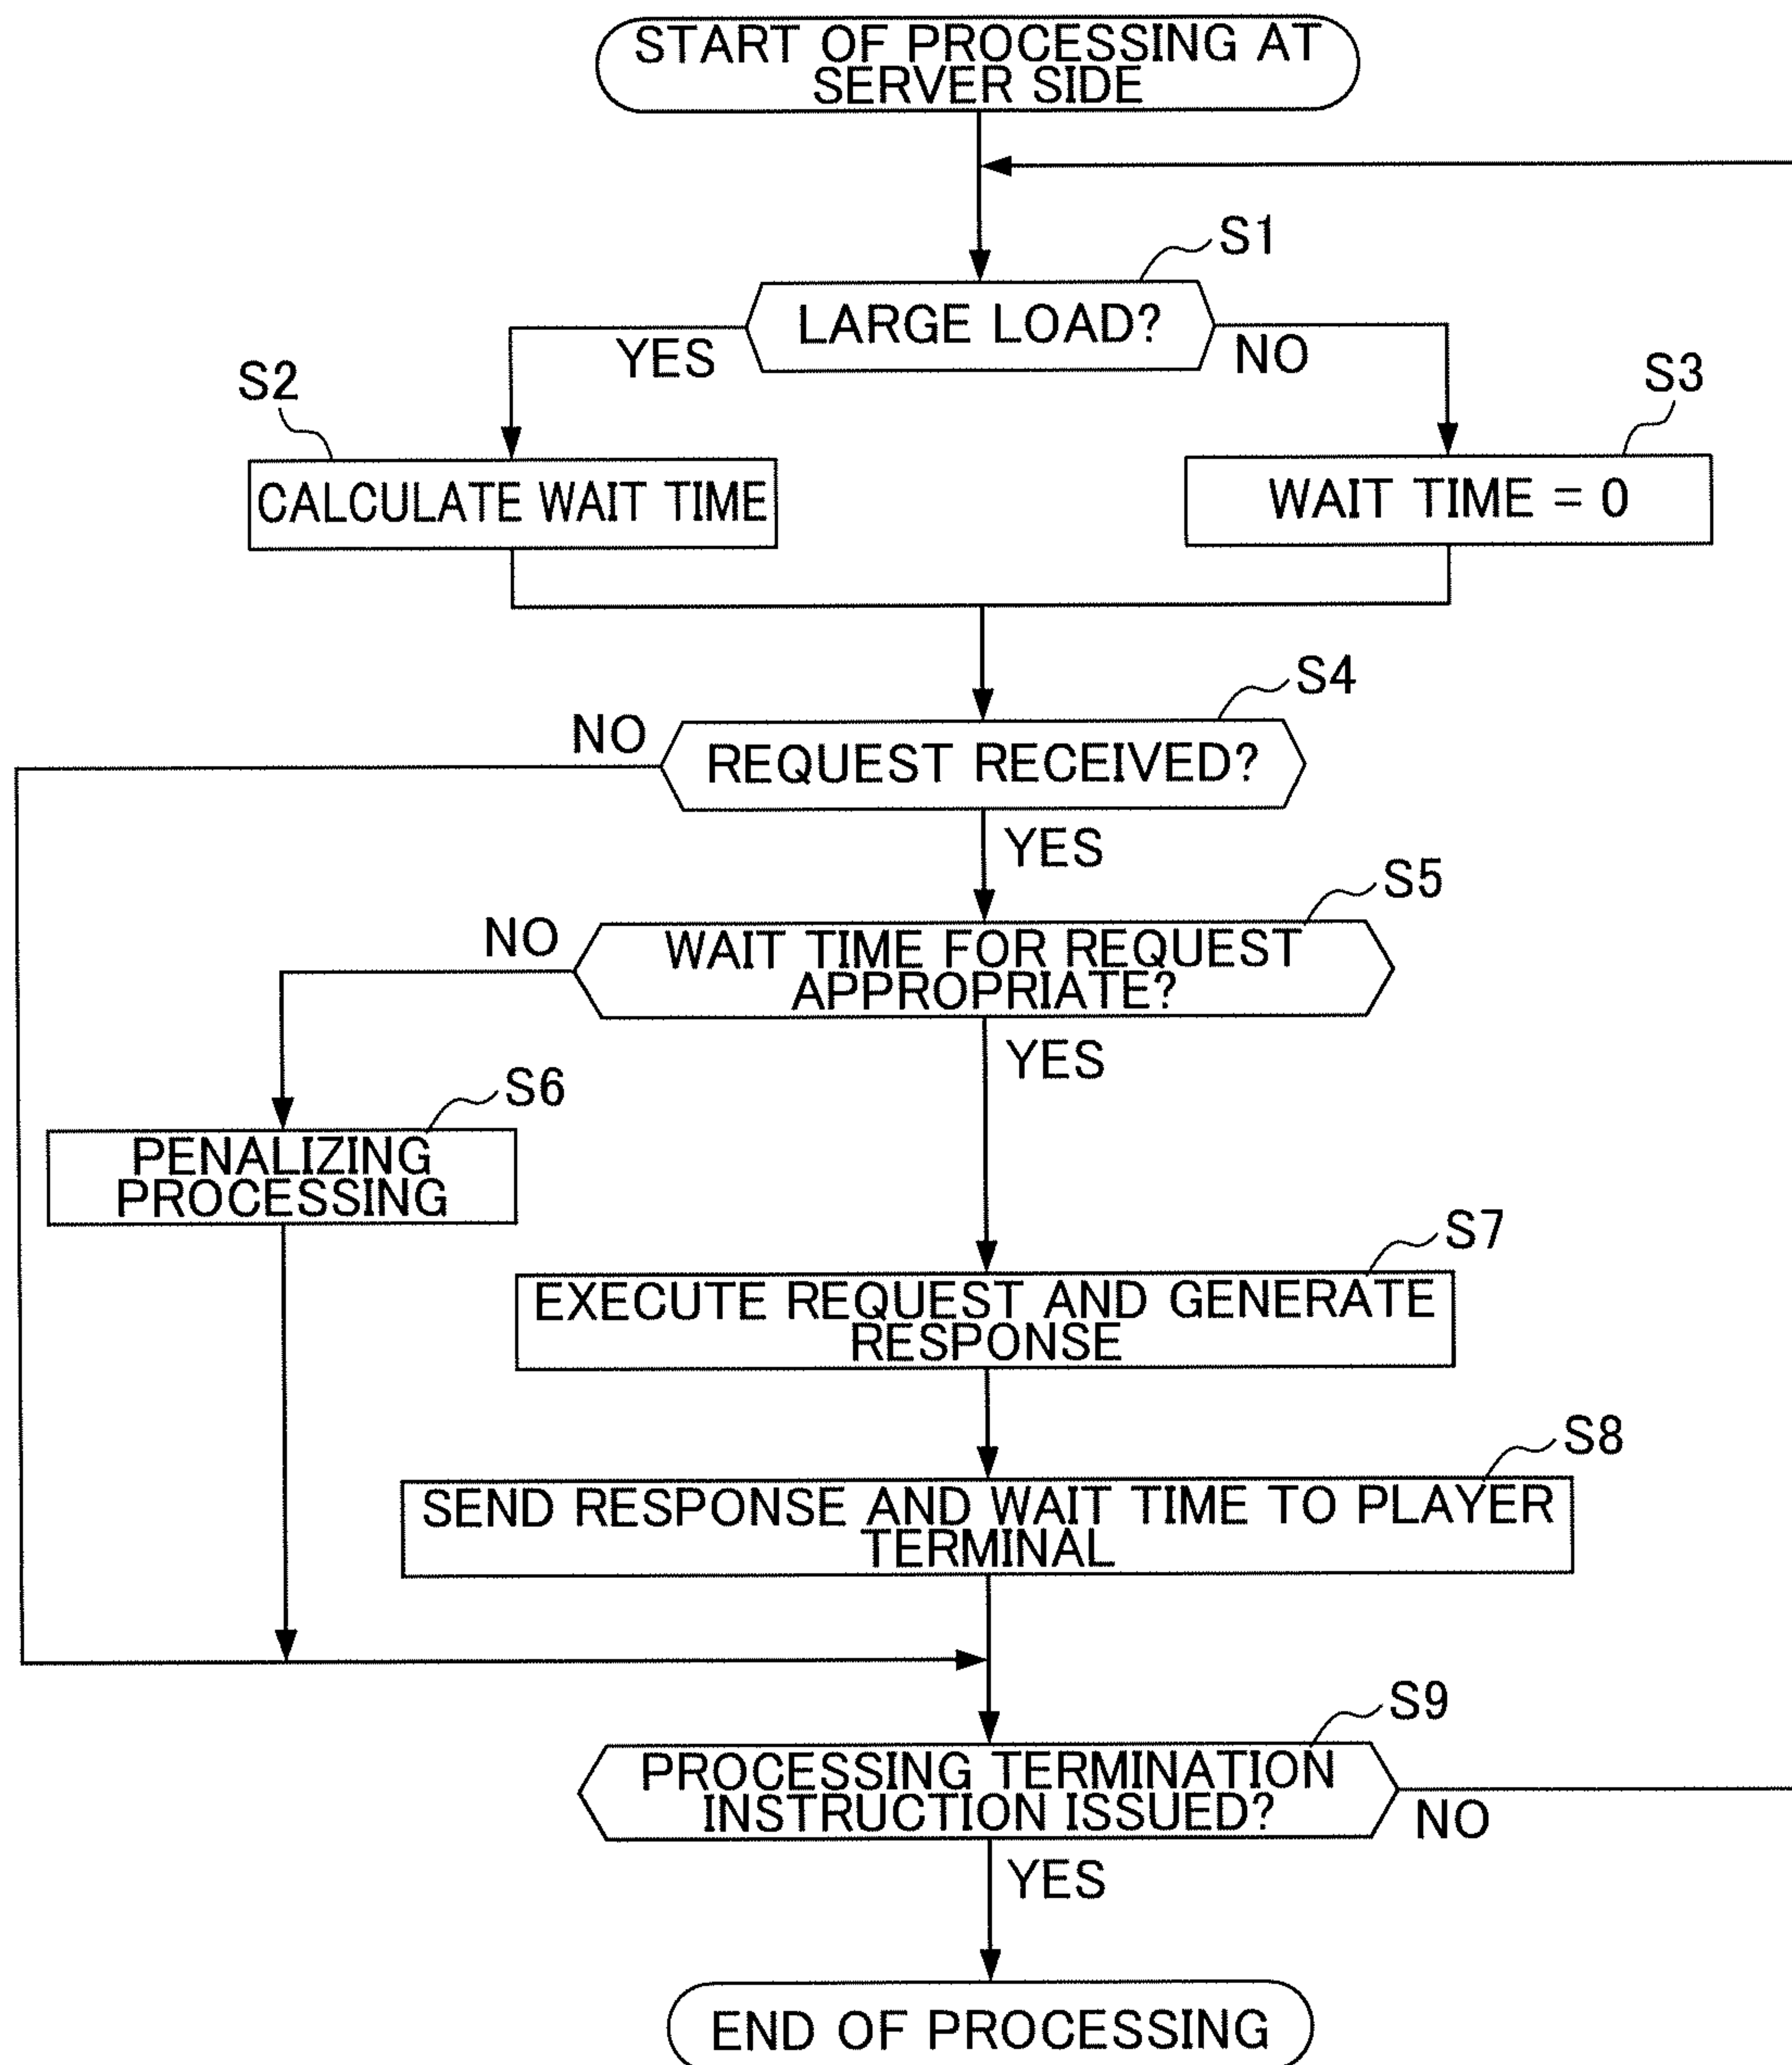 START OF PROCESSING AT
SERVER SIDE
S1
LARGE LOAD?
YES
NO
S2
S3
CALCULATE WAIT TIME
WAIT TIME = 0
S4
NO
REQUEST RECEIVED?
YES
S5
NO
WAIT TIME FOR REQUEST
APPROPRIATE?
YES
S6
PENALIZING
PROCESSING
S7
EXECUTE REQUEST AND GENERATE
RESPONSE
S8
SEND RESPONSE AND WAIT TIME TO PLAYER
TERMINAL
S9
PROCESSING TERMINATION
INSTRUCTION ISSUED?
NO
YES
END OF PROCESSING